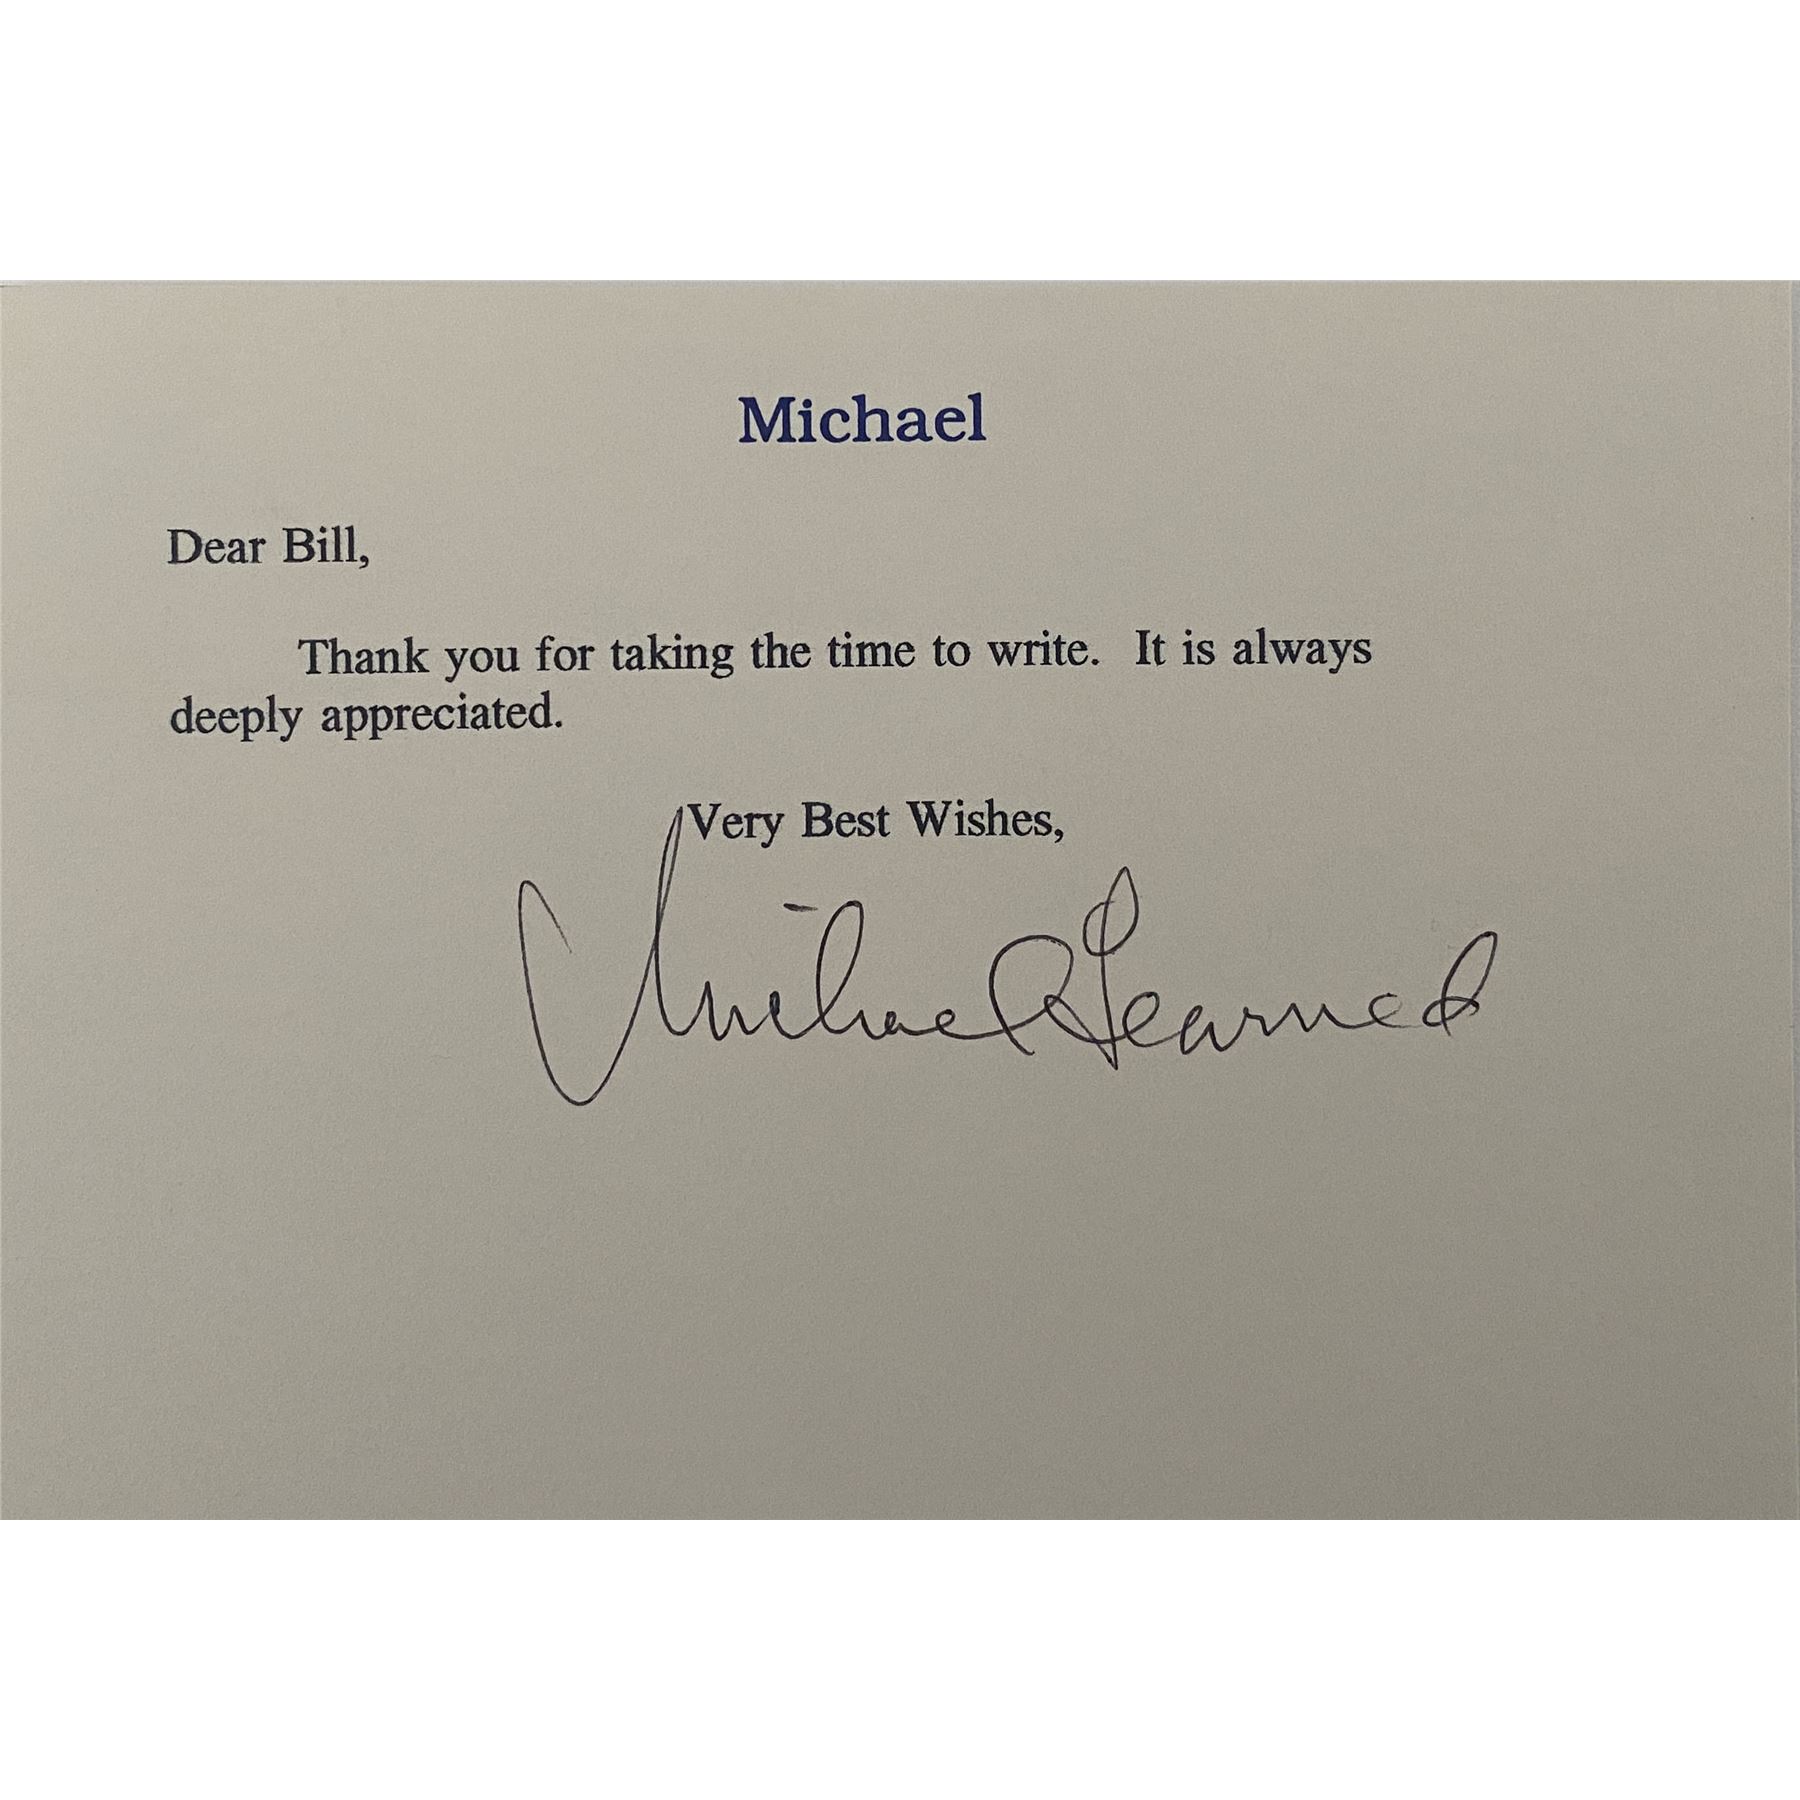 Michael
Dear Bill,
Thank you for taking the time to write. It is always
deeply appreciated.
Very Best Wishes,
Michael Learned